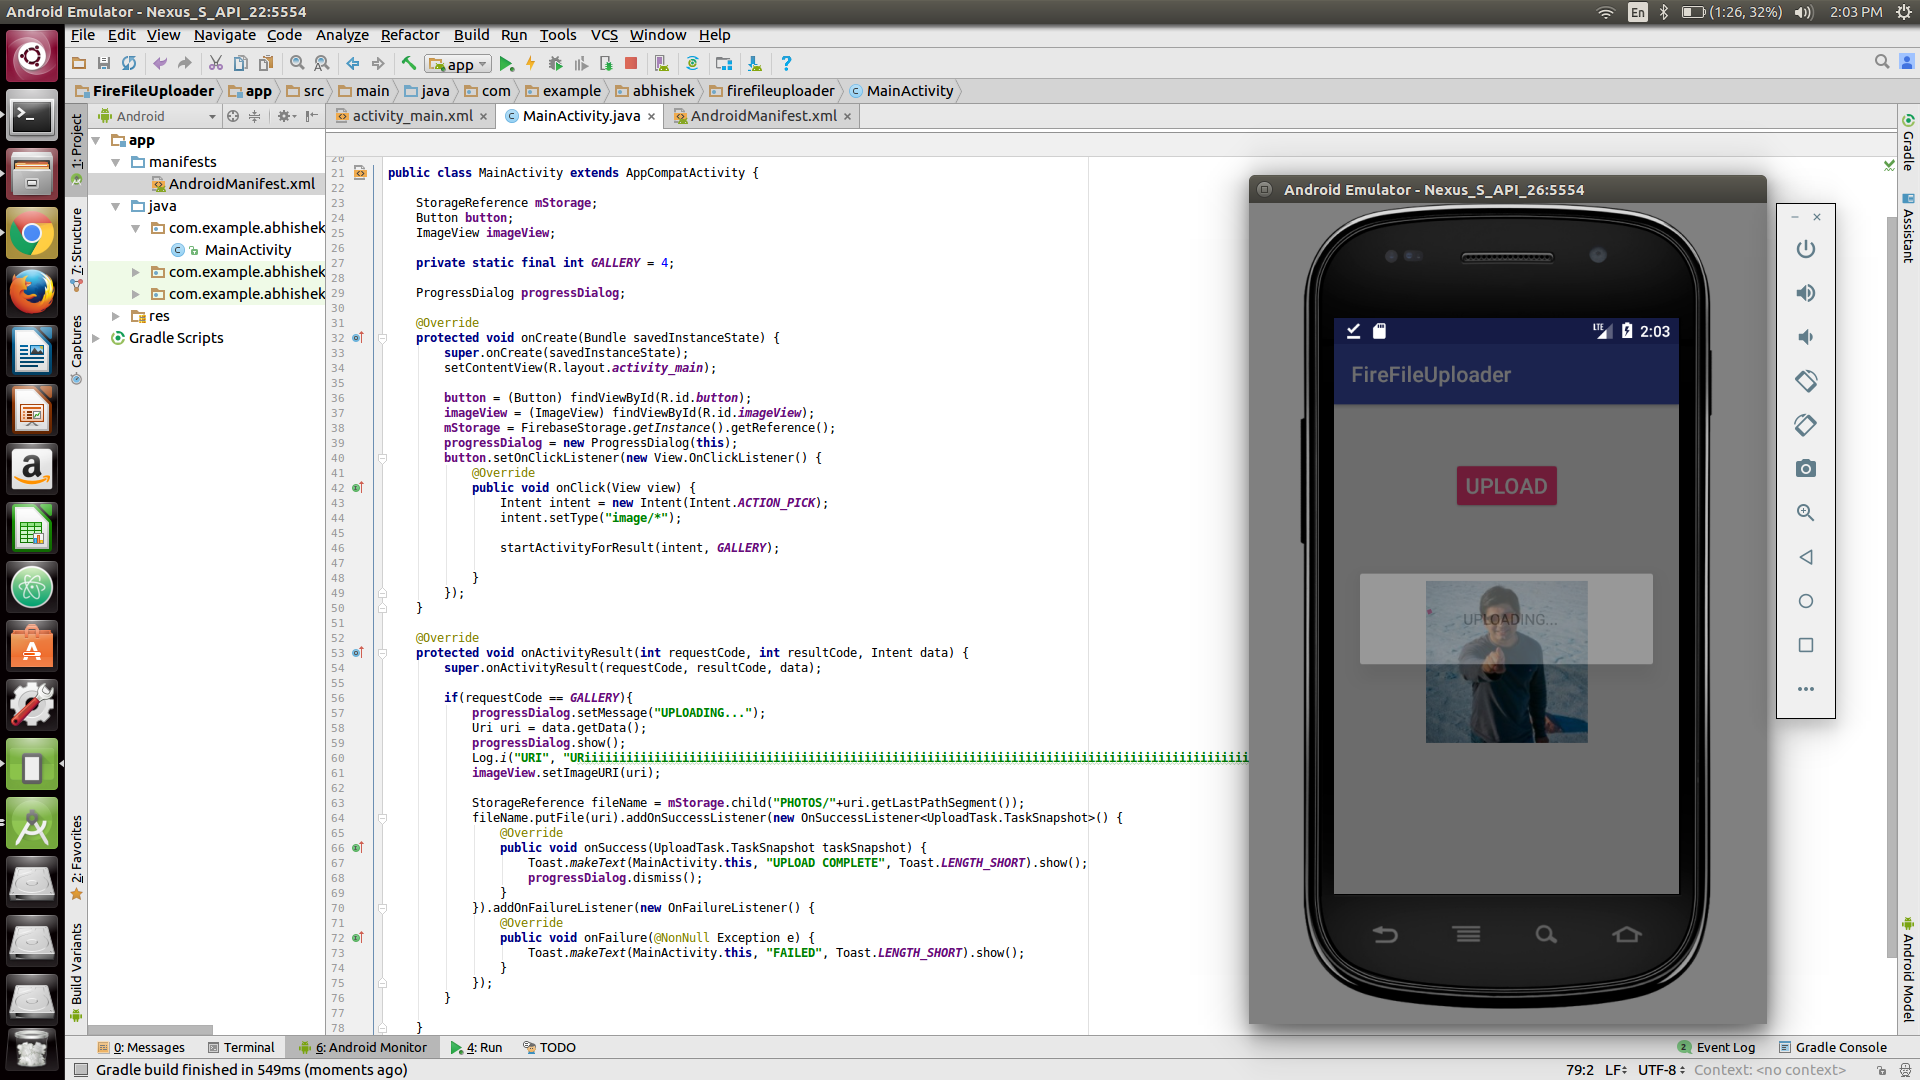 Android Emulator - Nexus_S_API_22:5554
En (1:26, 32%) 2:03 PM
File Edit View Navigate Code Analyze Refactor Build Run Tools VCS Window Help
app
FireFileUploader app src main java com example abhishek firefileuploader MainActivity
Android
activity_main.xml × MainActivity.java × AndroidManifest.xml ×
1: Project
7: Structure
Captures
2: Favorites
Build Variants
app
manifests
AndroidManifest.xml
java
com.example.abhishek
MainActivity
com.example.abhishek
com.example.abhishek
res
Gradle Scripts
20
21 public class MainActivity extends AppCompatActivity {
22
23 StorageReference mStorage;
24 Button button;
25 ImageView imageView;
26
27 private static final int GALLERY = 4;
28
29 ProgressDialog progressDialog;
30
31 @Override
32 protected void onCreate(Bundle savedInstanceState) {
33 super.onCreate(savedInstanceState);
34 setContentView(R.layout.activity_main);
35
36 button = (Button) findViewById(R.id.button);
37 imageView = (ImageView) findViewById(R.id.imageView);
38 mStorage = FirebaseStorage.getInstance().getReference();
39 progressDialog = new ProgressDialog(this);
40 button.setOnClickListener(new View.OnClickListener() {
41 @Override
42 public void onClick(View view) {
43 Intent intent = new Intent(Intent.ACTION_PICK);
44 intent.setType("image/*");
45
46 startActivityForResult(intent, GALLERY);
47
48 }
49 });
50 }
51
52 @Override
53 protected void onActivityResult(int requestCode, int resultCode, Intent data) {
54 super.onActivityResult(requestCode, resultCode, data);
55
56 if(requestCode == GALLERY){
57 progressDialog.setMessage("UPLOADING...");
58 Uri uri = data.getData();
59 progressDialog.show();
60 Log.i("URI", "URiiiiiiiiiiiiiiiiiiiiiiiiiiiiiiiiiiiiiiiiiiiiiiiiiiiiiiiiiiiiiiiiiiiiiiiiiiiiiiiiiiiiiiiiiiiiiii
61 imageView.setImageURI(uri);
62
63 StorageReference fileName = mStorage.child("PHOTOS/"+uri.getLastPathSegment());
64 fileName.putFile(uri).addOnSuccessListener(new OnSuccessListener<UploadTask.TaskSnapshot>() {
65 @Override
66 public void onSuccess(UploadTask.TaskSnapshot taskSnapshot) {
67 Toast.makeText(MainActivity.this, "UPLOAD COMPLETE", Toast.LENGTH_SHORT).show();
68 progressDialog.dismiss();
69 }
70 }).addOnFailureListener(new OnFailureListener() {
71 @Override
72 public void onFailure(@NonNull Exception e) {
73 Toast.makeText(MainActivity.this, "FAILED", Toast.LENGTH_SHORT).show();
74 }
75 });
76 }
77
78 }
Android Emulator - Nexus_S_API_26:5554
LTE 2:03
FireFileUploader
UPLOAD
UPLOADING...
Gradle
Assistant
Android Model
0: Messages Terminal 6: Android Monitor 4: Run TODO
2 Event Log Gradle Console
Gradle build finished in 549ms (moments ago)
79:2 LF UTF-8 Context: <no context>